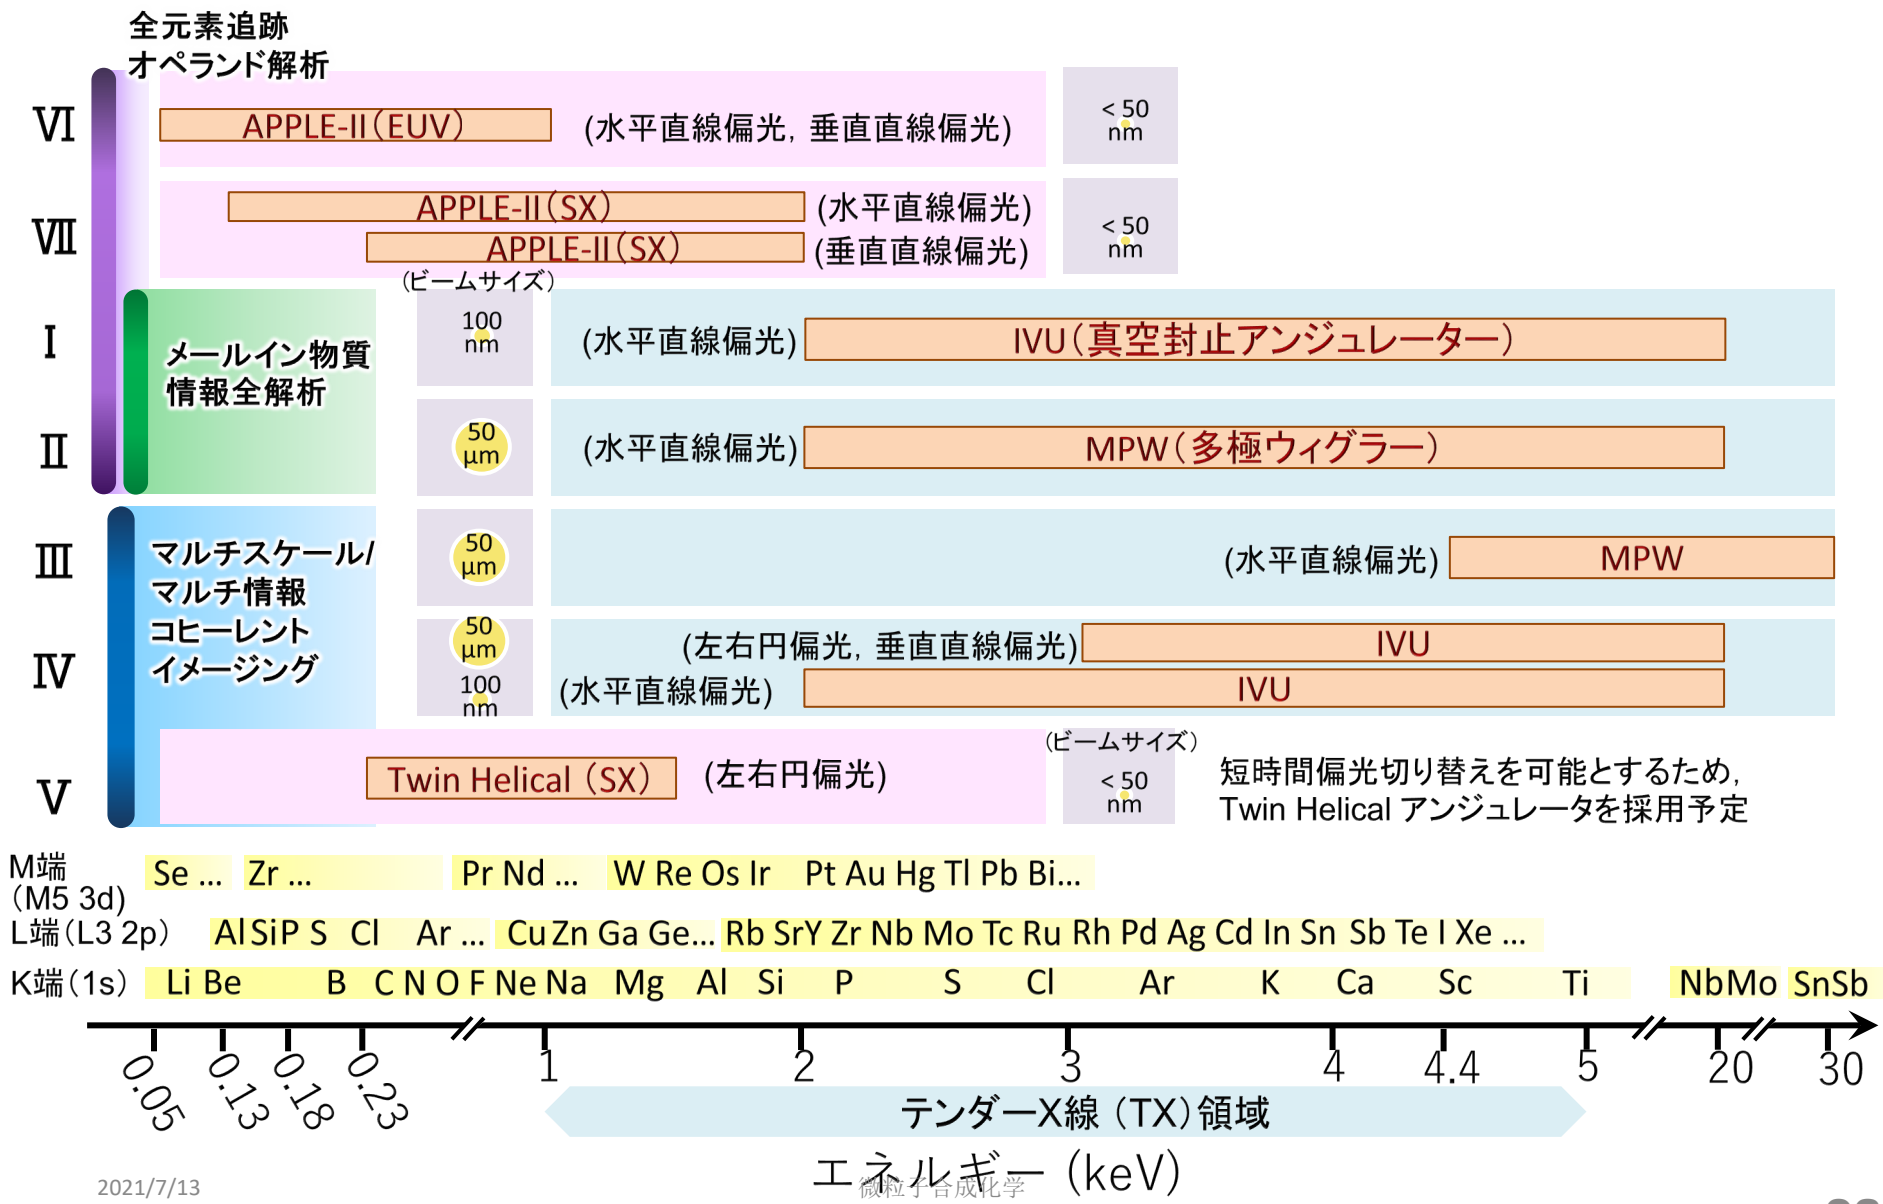 全元素追跡
オペランド解析
Ⅵ
APPLE-II（EUV）
(水平直線偏光，垂直直線偏光)
< 50
nm
Ⅶ
APPLE-II（SX）
(水平直線偏光)
APPLE-II（SX）
(垂直直線偏光)
< 50
nm
（ビームサイズ）
Ⅰ
メールイン物質
情報全解析
100
nm
(水平直線偏光)
IVU（真空封止アンジュレーター）
Ⅱ
50
μm
(水平直線偏光)
MPW（多極ウィグラー）
Ⅲ
マルチスケール/
マルチ情報
コヒーレント
イメージング
50
μm
(水平直線偏光)
MPW
Ⅳ
50
μm
(左右円偏光，垂直直線偏光)
IVU
100
nm
(水平直線偏光)
IVU
Ⅴ
Twin Helical （SX）
(左右円偏光)
（ビームサイズ）
< 50
nm
短時間偏光切り替えを可能とするため，
Twin Helical アンジュレータを採用予定
M端
（M5 3d)
Se ... Zr ... Pr Nd ... W Re Os Ir Pt Au Hg Tl Pb Bi...
L端（L3 2p）
Al Si P S Cl Ar ... Cu Zn Ga Ge... Rb Sr Y Zr Nb Mo Tc Ru Rh Pd Ag Cd In Sn Sb Te I Xe ...
K端（1s）
Li Be B C N O F Ne Na Mg Al Si P S Cl Ar K Ca Sc Ti Nb Mo Sn Sb
0.05 0.13 0.18 0.23 1 2 3 4 4.4 5 20 30
テンダーX線（TX）領域
エネルギー (keV)
2021/7/13
微粒子合成化学